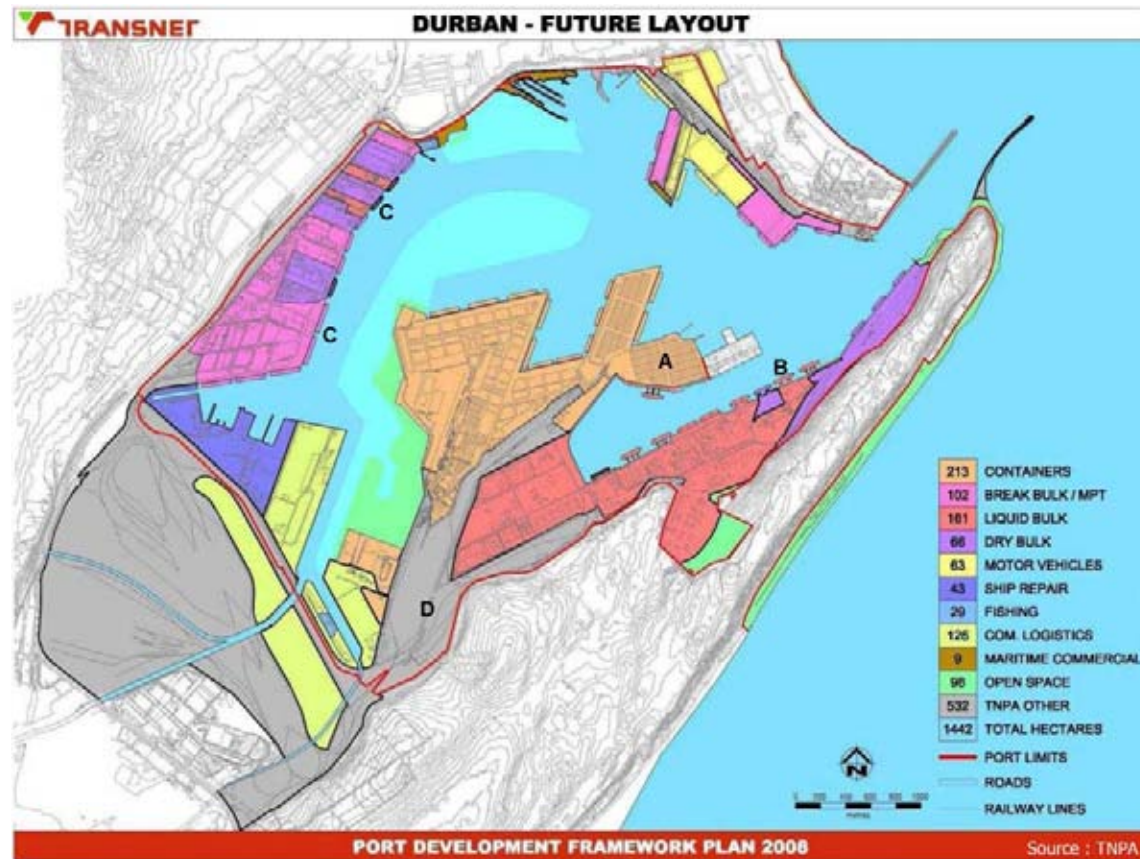 TRANSNET
DURBAN - FUTURE LAYOUT
C
C
A
B
D
213 CONTAINERS
102 BREAK BULK / MPT
161 LIQUID BULK
66 DRY BULK
63 MOTOR VEHICLES
43 SHIP REPAIR
29 FISHING
126 COM. LOGISTICS
9 MARITIME COMMERCIAL
98 OPEN SPACE
532 TNPA OTHER
1442 TOTAL HECTARES
PORT LIMITS
ROADS
RAILWAY LINES
N
PORT DEVELOPMENT FRAMEWORK PLAN 2008
Source : TNPA